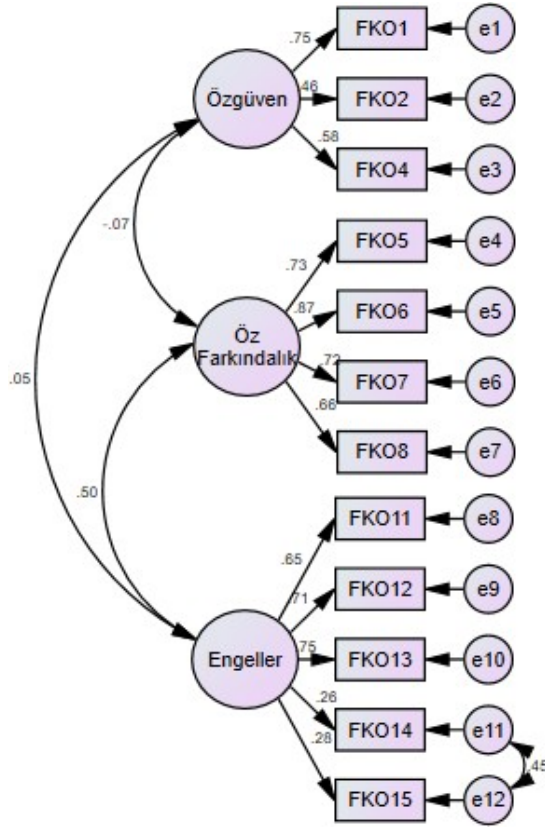 .75
FKO1
e1
Özgüven
.46
FKO2
e2
.58
FKO4
e3
-.07
.73
FKO5
e4
.87
FKO6
e5
Öz
Farkındalık
.72
FKO7
e6
.66
FKO8
e7
.05
.50
FKO11
e8
.65
.71
FKO12
e9
Engeller
.75
FKO13
e10
.26
FKO14
e11
.28
.45
FKO15
e12